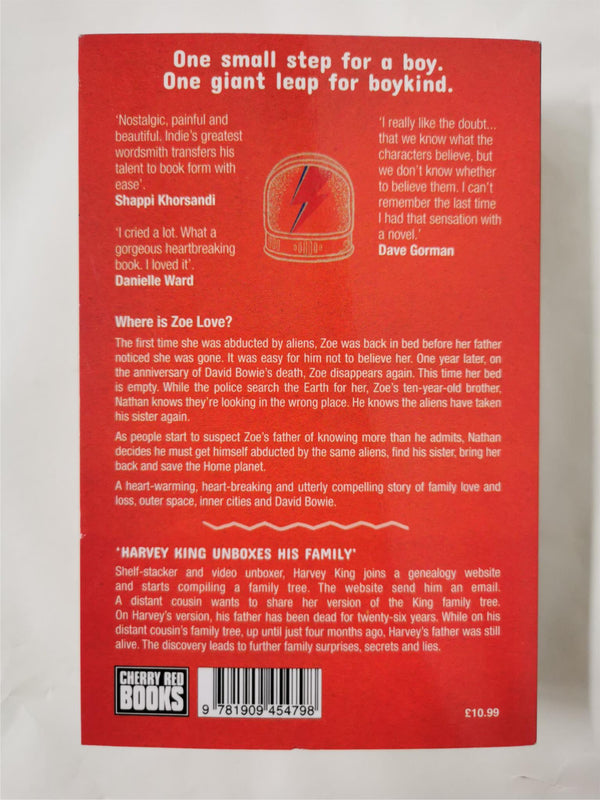 One small step for a boy.
One giant leap for boykind.
‘Nostalgic, painful and
beautiful. Indie’s greatest
wordsmith transfers his
talent to book form with
ease’.
Shappi Khorsandi
‘I cried a lot. What a
gorgeous heartbreaking
book. I loved it’.
Danielle Ward
‘I really like the doubt...
that we know what the
characters believe, but
we don’t know whether
to believe them. I can’t
remember the last time
I had that sensation with
a novel.’
Dave Gorman
Where is Zoe Love?
The first time she was abducted by aliens, Zoe was back in bed before her father
noticed she was gone. It was easy for him not to believe her. One year later, on
the anniversary of David Bowie’s death, Zoe disappears again. This time her bed
is empty. While the police search the Earth for her, Zoe’s ten-year-old brother,
Nathan knows they’re looking in the wrong place. He knows the aliens have taken
his sister again.
As people start to suspect Zoe’s father of knowing more than he admits, Nathan
decides he must get himself abducted by the same aliens, find his sister, bring her
back and save the Home planet.
A heart-warming, heart-breaking and utterly compelling story of family love and
loss, outer space, inner cities and David Bowie.
‘HARVEY KING UNBOXES HIS FAMILY’
Shelf-stacker and video unboxer, Harvey King joins a genealogy website
and starts compiling a family tree. The website send him an email.
A distant cousin wants to share her version of the King family tree.
On Harvey’s version, his father has been dead for twenty-six years. While on his
distant cousin’s family tree, up until just four months ago, Harvey’s father was still
alive. The discovery leads to further family surprises, secrets and lies.
CHERRY RED
BOOKS
9 781909 454798
£10.99